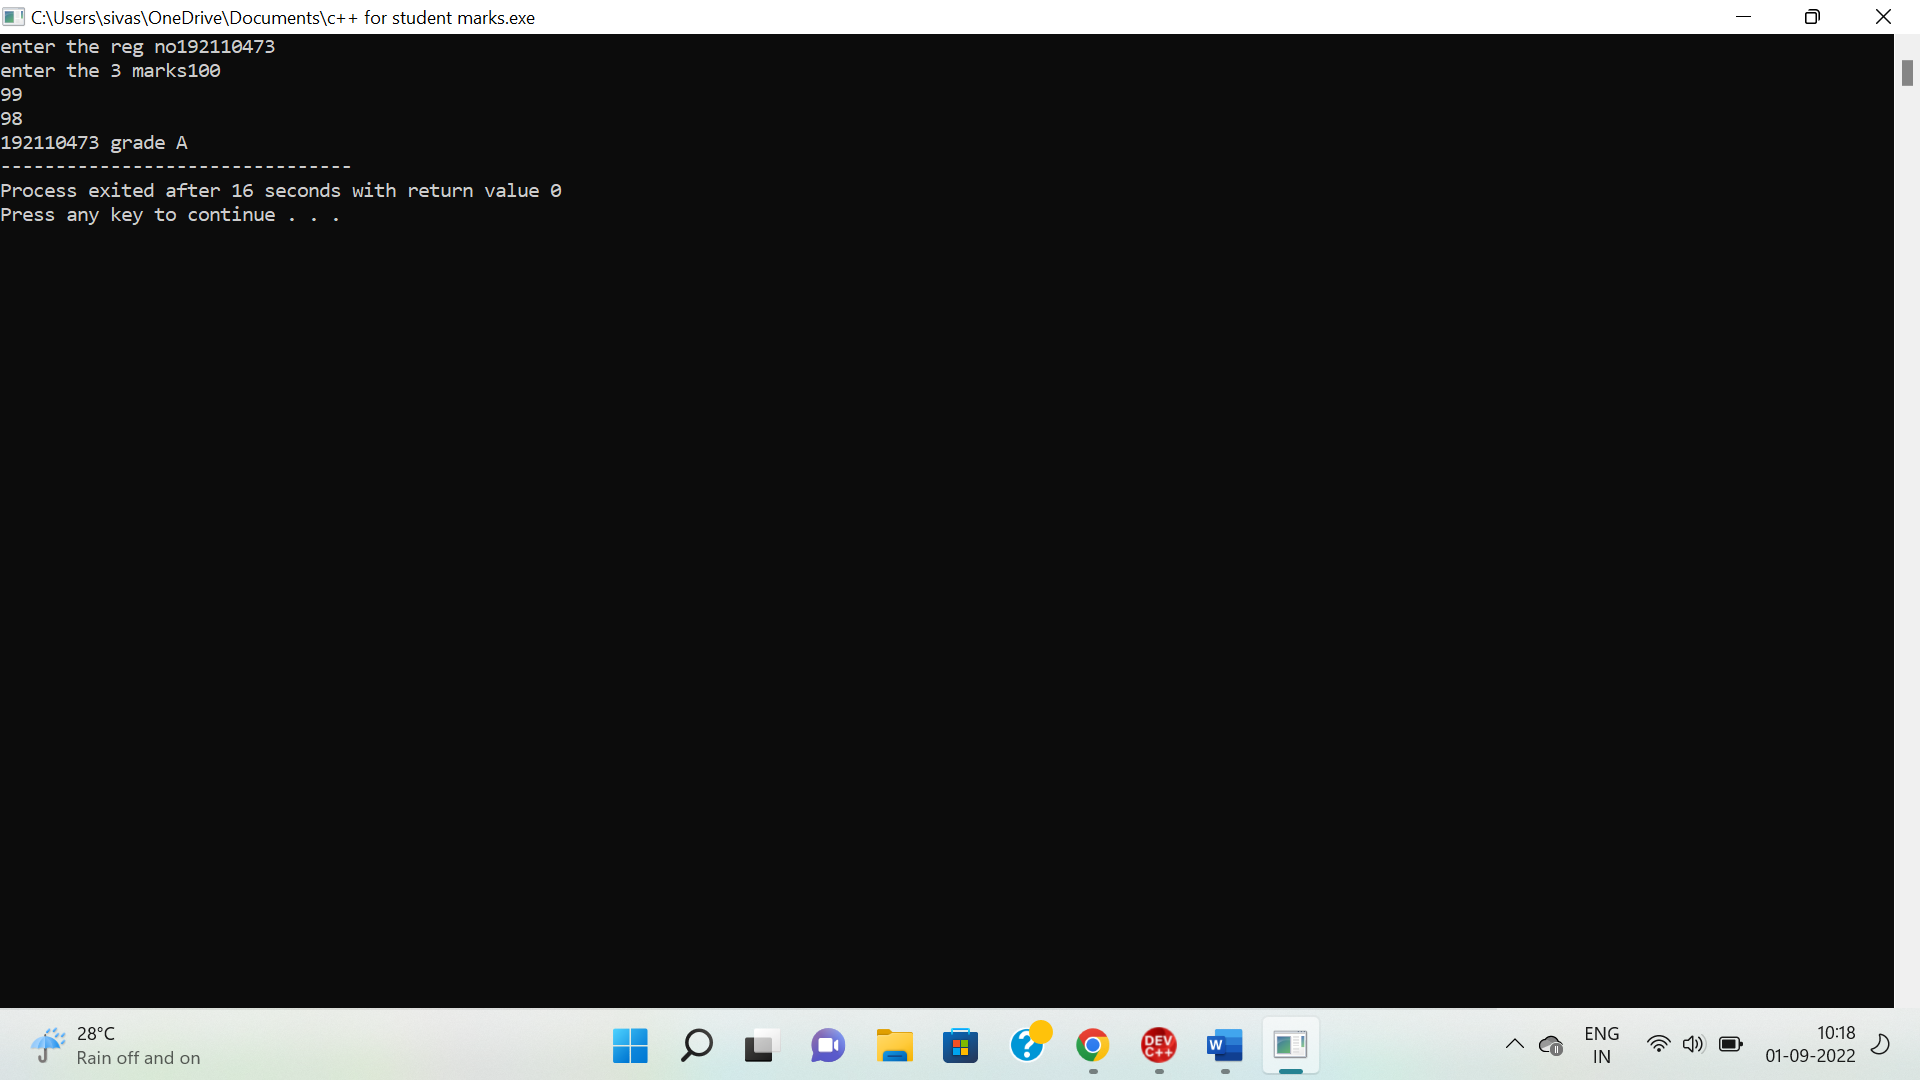 C:\Users\sivas\OneDrive\Documents\c++ for student marks.exe
enter the reg no192110473
enter the 3 marks100
99
98
192110473 grade A
--------------------------------
Process exited after 16 seconds with return value 0
Press any key to continue . . .
28°C
Rain off and on
DEV
C++
W
ENG
IN
10:18
01-09-2022